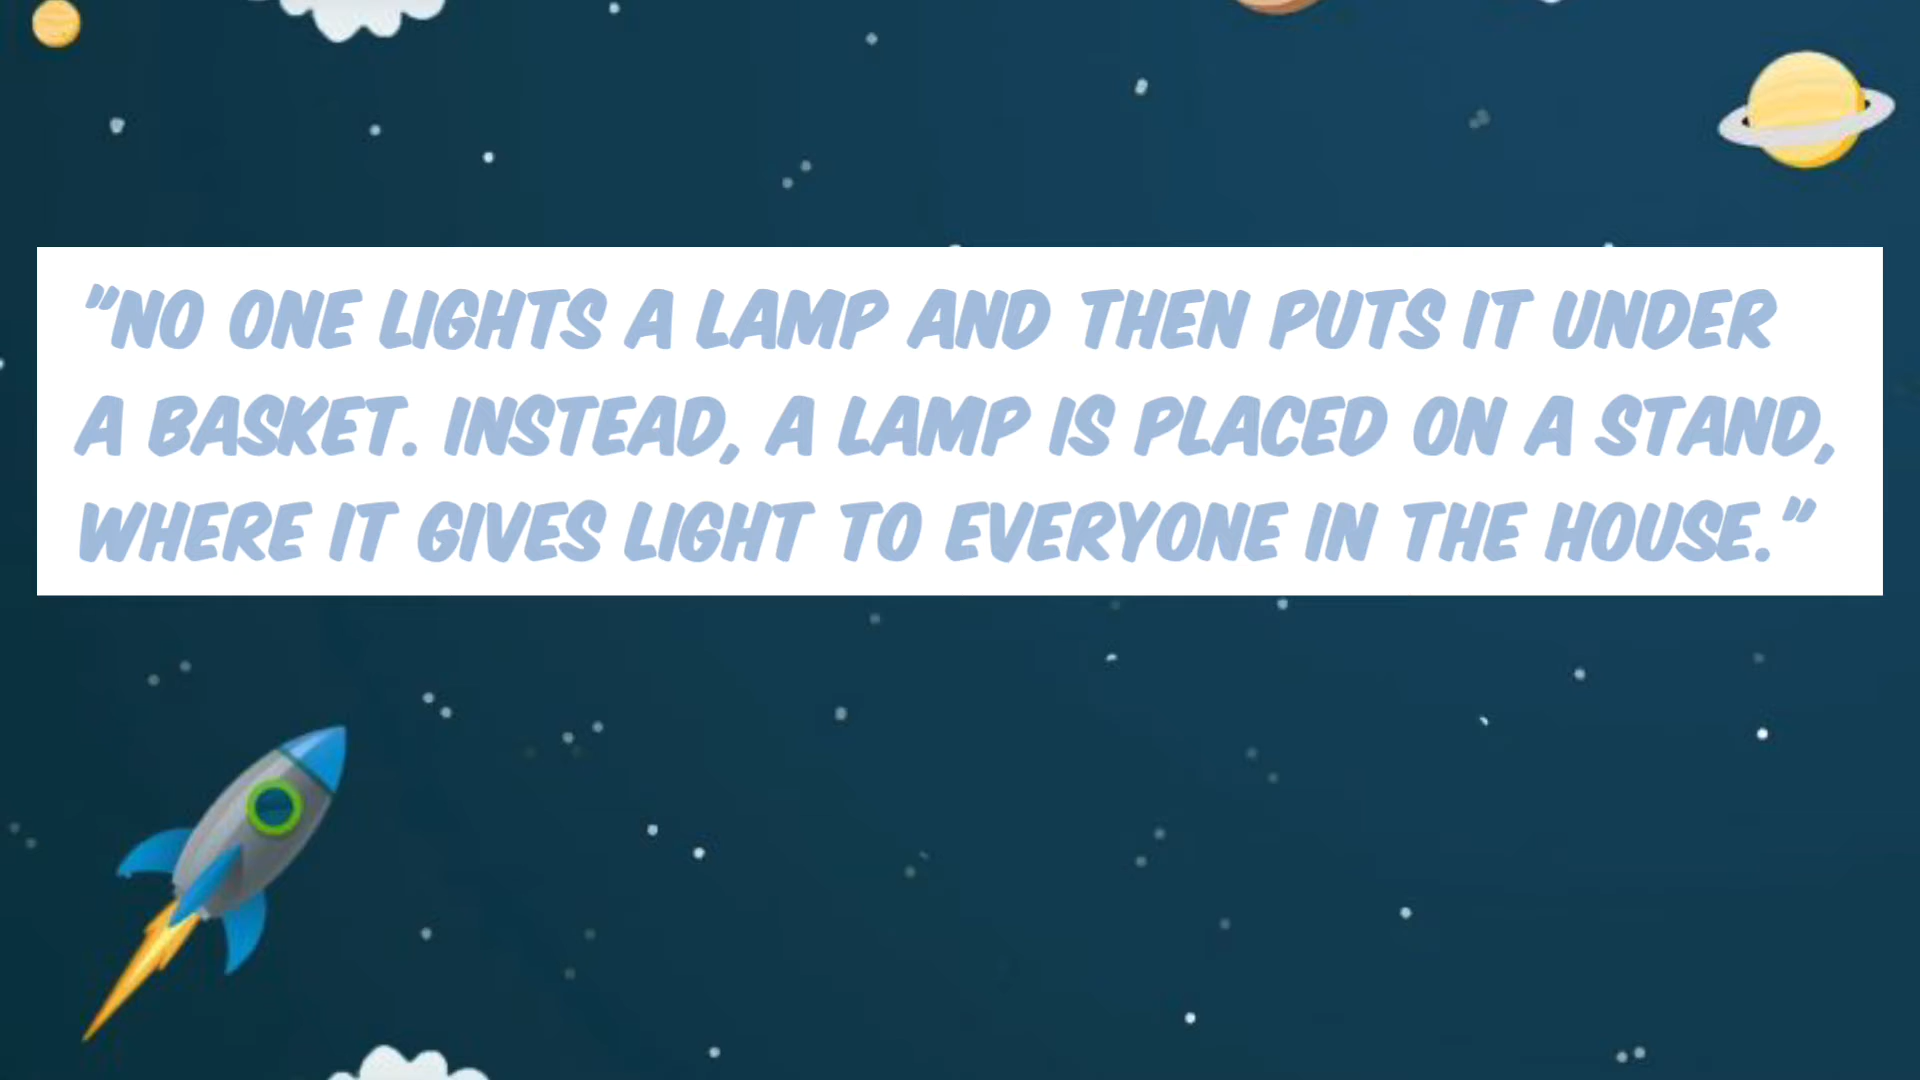 "NO ONE LIGHTS A LAMP AND THEN PUTS IT UNDER
A BASKET. INSTEAD, A LAMP IS PLACED ON A STAND,
WHERE IT GIVES LIGHT TO EVERYONE IN THE HOUSE."